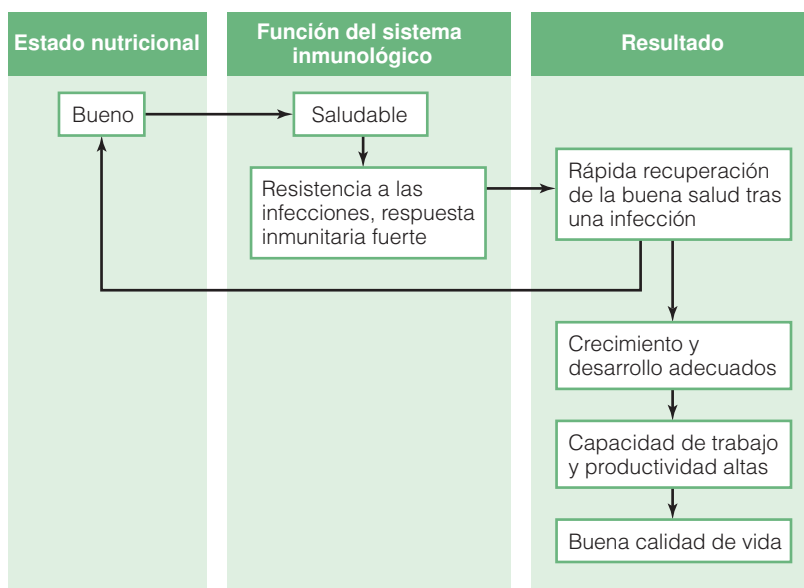 Estado nutricional
Función del sistema
inmunológico
Resultado
Bueno
Saludable
Resistencia a las
infecciones, respuesta
inmunitaria fuerte
Rápida recuperación
de la buena salud tras
una infección
Crecimiento y
desarrollo adecuados
Capacidad de trabajo
y productividad altas
Buena calidad de vida